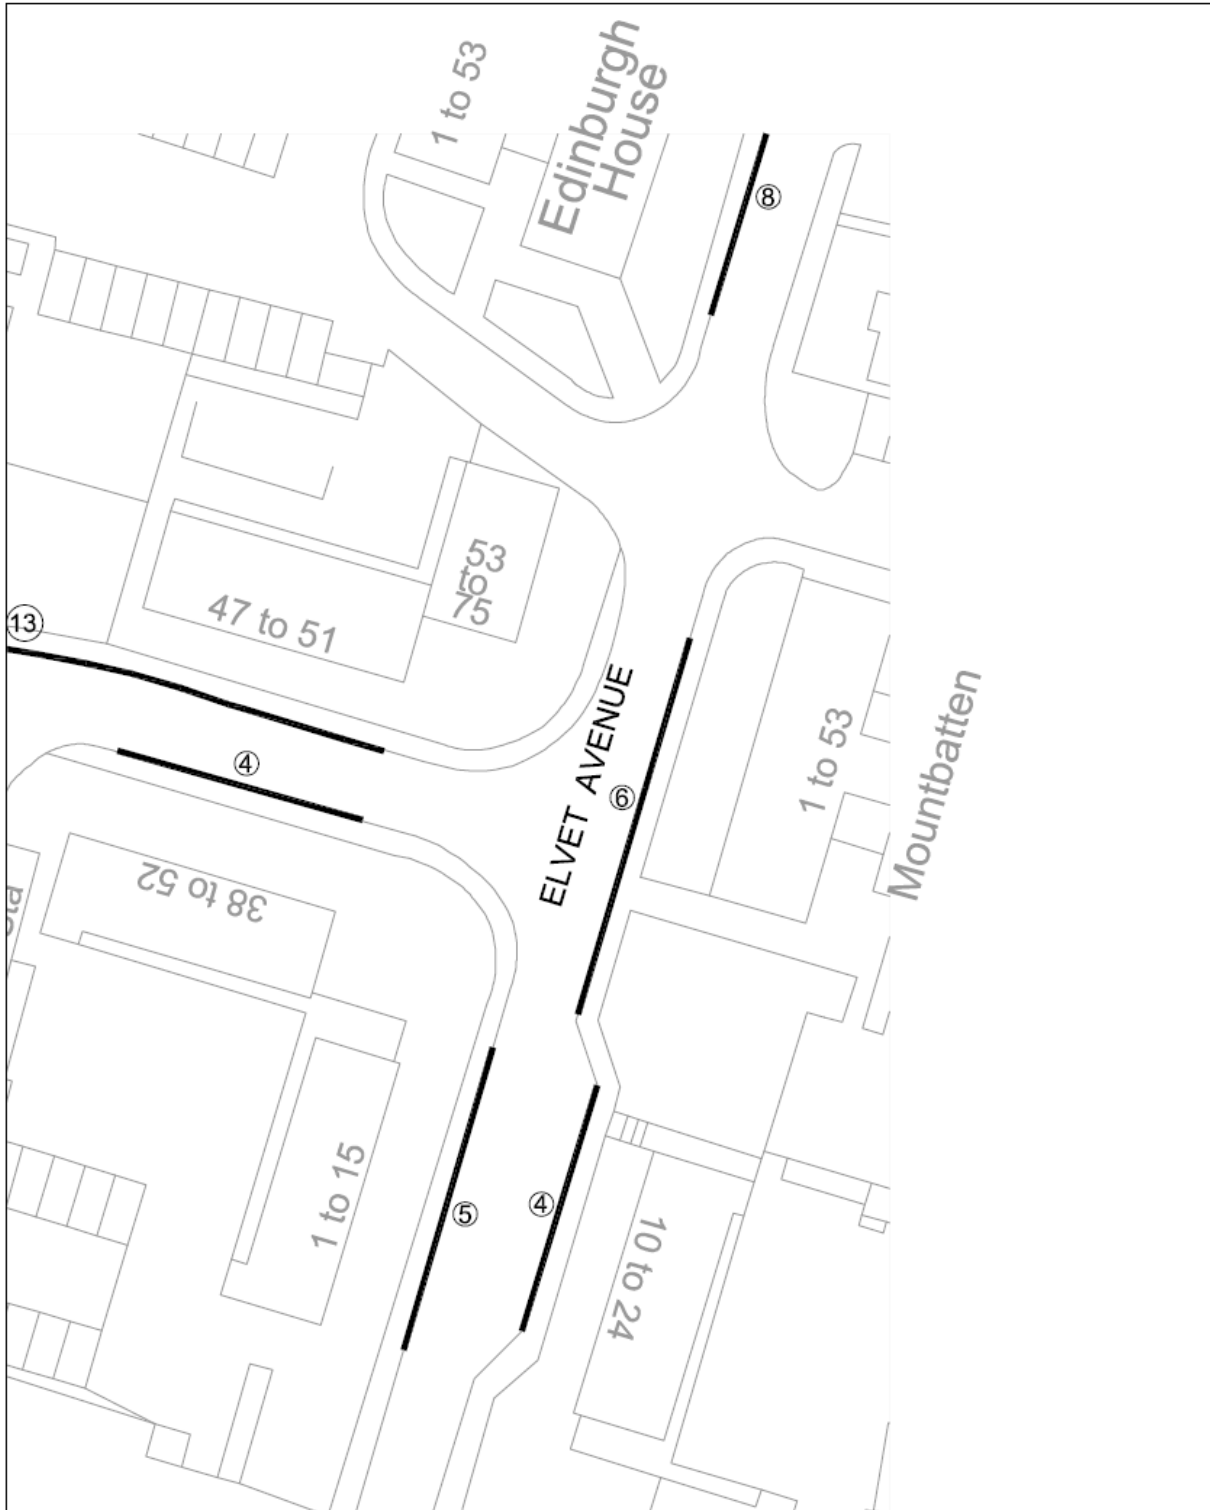 1 to 53
Edinburgh
House
8
53
to
75
47 to 51
13
ELVET AVENUE
4
6
1 to 53
Mountbatten
38 to 52
1 to 15
5
4
10 to 24